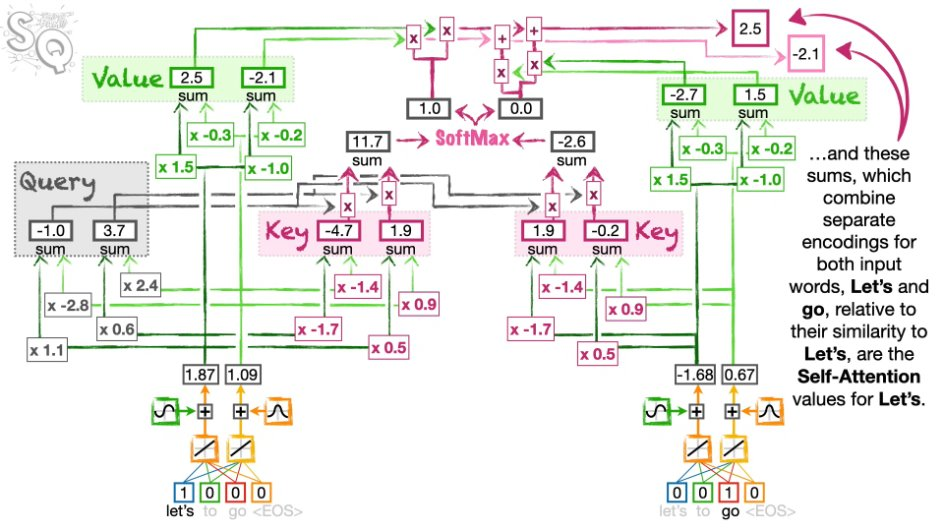 SQ
2.5
-2.1
Value
2.5 -2.1
sum sum
x -0.3 x -0.2
x 1.5 x -1.0
x x
+ +
x x
1.0 0.0
SoftMax
11.7 -2.6
sum sum
-2.7 1.5
Value
sum sum
x -0.3 x -0.2
x 1.5 x -1.0
Query
-1.0 3.7
sum sum
x x
Key
-4.7 1.9
sum sum
x x
1.9 -0.2
Key
sum sum
x 2.4
x -2.8
x 0.6
x 1.1
x -1.4
x 0.9
x -1.7
x 0.5
x -1.4
x 0.9
x -1.7
x 0.5
…and these
sums, which
combine
separate
encodings for
both input
words, Let's and
go, relative to
their similarity to
Let's, are the
Self-Attention
values for Let's.
1.87 1.09
+ +
1 0 0 0
let's to go <EOS>
-1.68 0.67
+ +
0 0 1 0
let's to go <EOS>